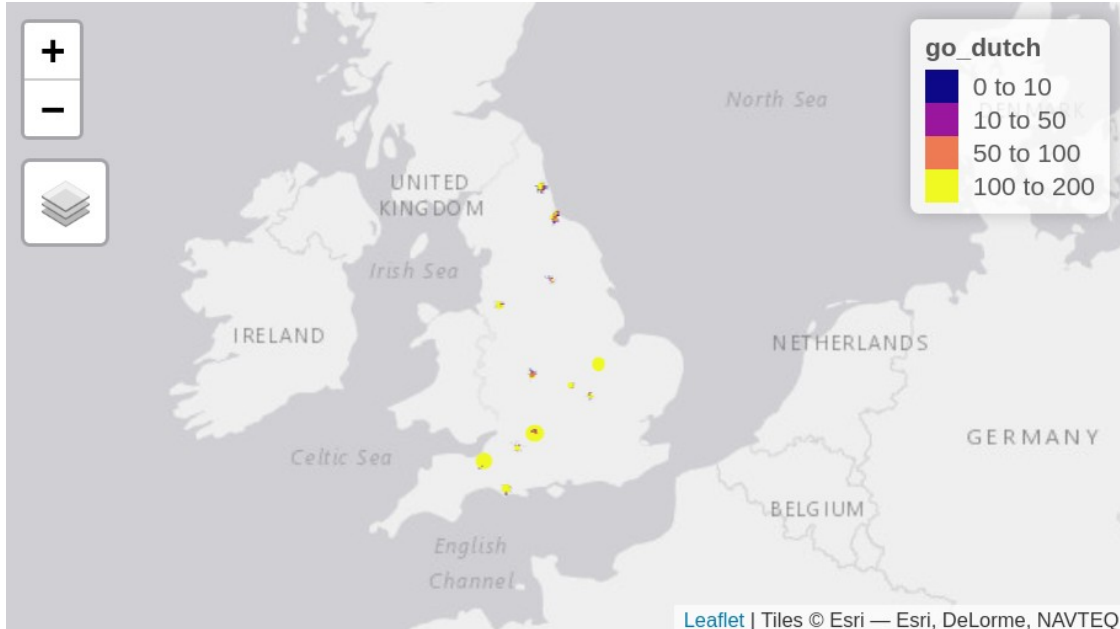 +
−
go_dutch
0 to 10
10 to 50
50 to 100
100 to 200
North Sea
DENMARK
UNITED
KINGDOM
Irish Sea
IRELAND
NETHERLANDS
GERMANY
Celtic Sea
BELGIUM
English
Channel
Leaflet | Tiles © Esri — Esri, DeLorme, NAVTEQ